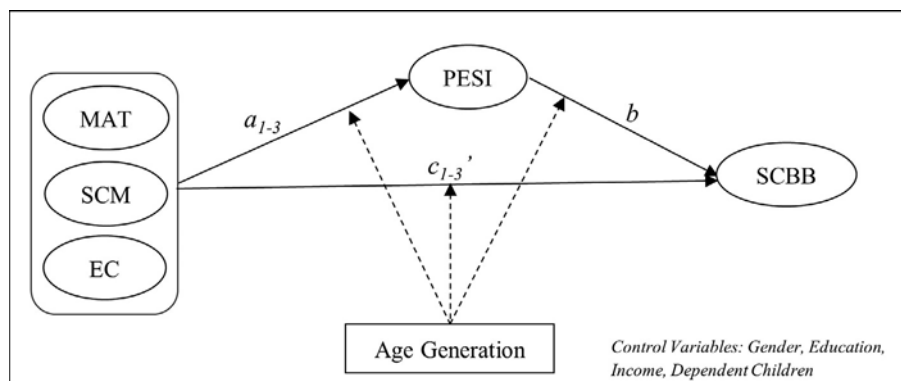 PESI
MAT
a1-3
b
c1-3’
SCM
SCBB
EC
Age Generation
Control Variables: Gender, Education,
Income, Dependent Children